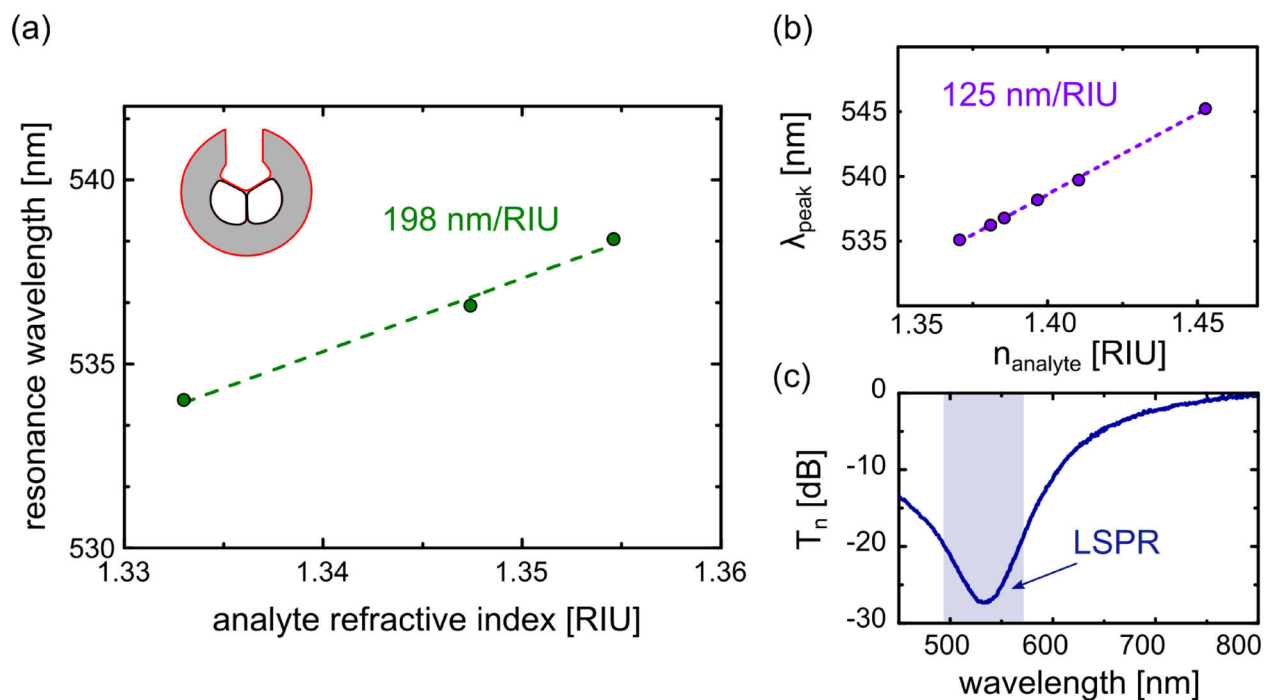 (a)
resonance wavelength [nm]
540
535
530
198 nm/RIU
1.33
1.34
1.35
1.36
analyte refractive index [RIU]
(b)
λpeak [nm]
545
540
535
125 nm/RIU
1.35
1.40
1.45
nanalyte [RIU]
(c)
Tn [dB]
0
-10
-20
-30
LSPR
500
600
700
800
wavelength [nm]